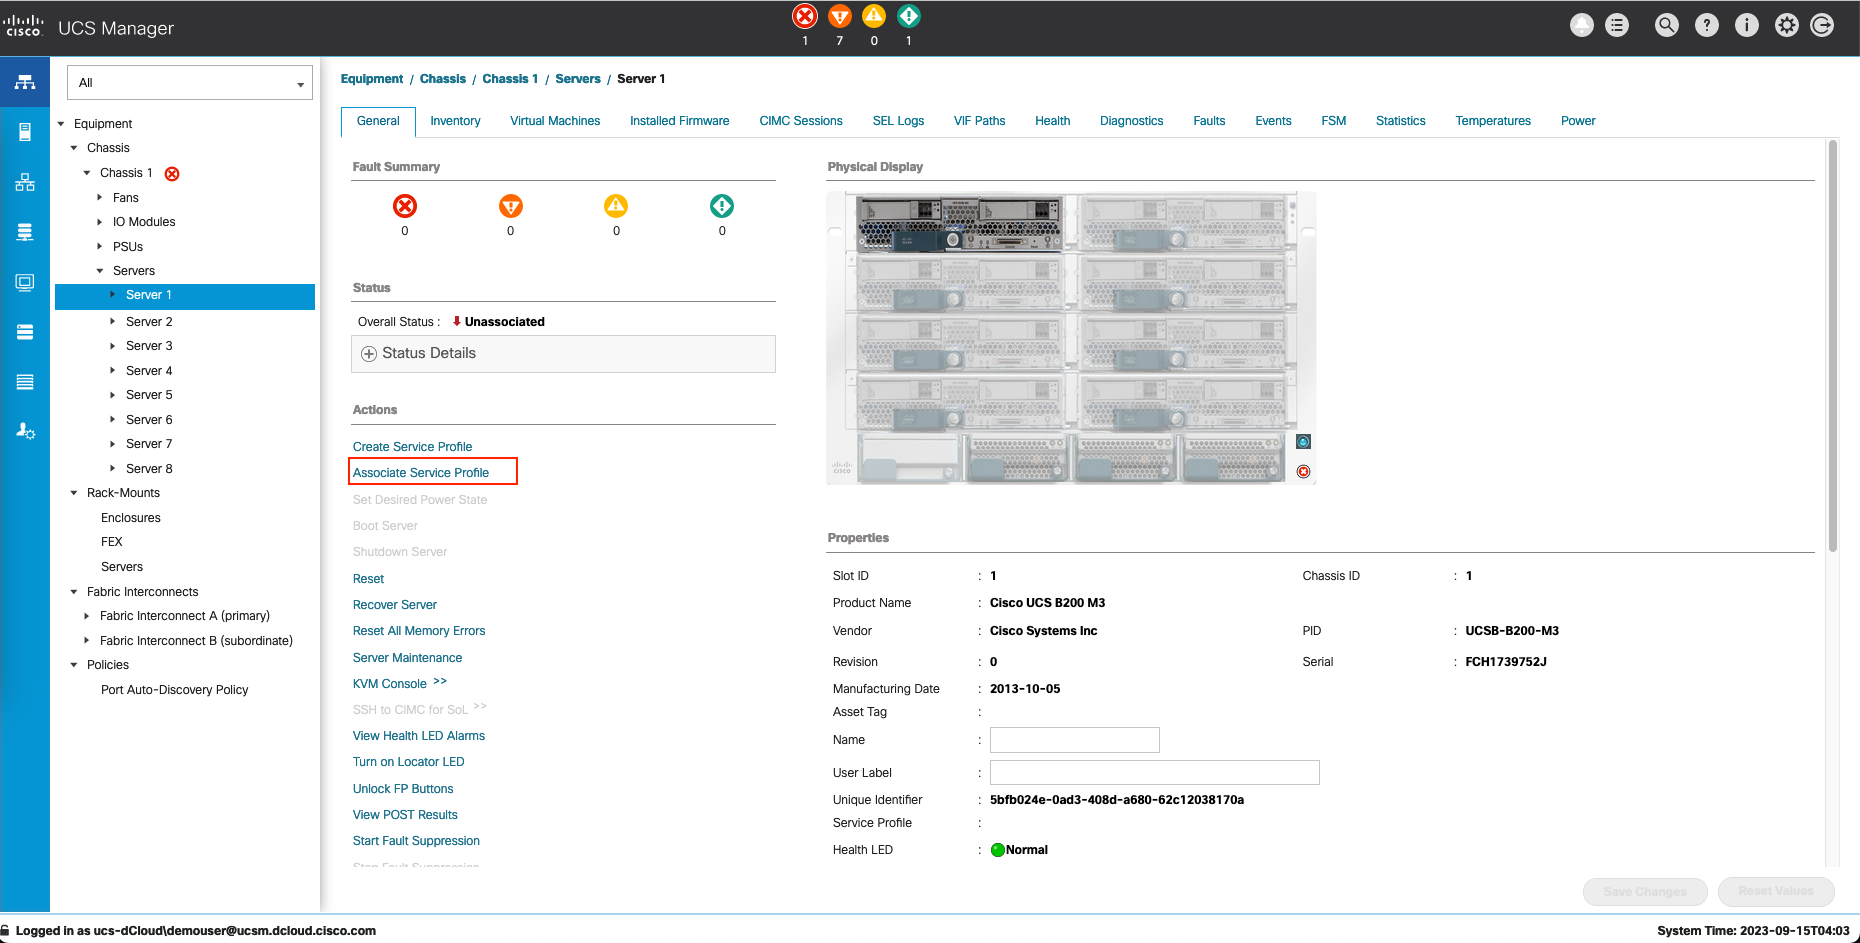 cisco UCS Manager
1 7 0 1
All
Equipment
Chassis
Chassis 1
Fans
IO Modules
PSUs
Servers
Server 1
Server 2
Server 3
Server 4
Server 5
Server 6
Server 7
Server 8
Rack-Mounts
Enclosures
FEX
Servers
Fabric Interconnects
Fabric Interconnect A (primary)
Fabric Interconnect B (subordinate)
Policies
Port Auto-Discovery Policy
Equipment / Chassis / Chassis 1 / Servers / Server 1
General Inventory Virtual Machines Installed Firmware CIMC Sessions SEL Logs VIF Paths Health Diagnostics Faults Events FSM Statistics Temperatures Power
Fault Summary
0 0 0 0
Status
Overall Status : Unassociated
Status Details
Actions
Create Service Profile
Associate Service Profile
Set Desired Power State
Boot Server
Shutdown Server
Reset
Recover Server
Reset All Memory Errors
Server Maintenance
KVM Console >>
SSH to CIMC for SoL >>
View Health LED Alarms
Turn on Locator LED
Unlock FP Buttons
View POST Results
Start Fault Suppression
Stop Fault Suppression
Physical Display
cisco
Properties
Slot ID : 1 Chassis ID : 1
Product Name : Cisco UCS B200 M3
Vendor : Cisco Systems Inc PID : UCSB-B200-M3
Revision : 0 Serial : FCH1739752J
Manufacturing Date : 2013-10-05
Asset Tag :
Name :
User Label :
Unique Identifier : 5bfb024e-0ad3-408d-a680-62c12038170a
Service Profile :
Health LED : Normal
Save Changes Reset Values
Logged in as ucs-dCloud\demouser@ucsm.dcloud.cisco.com System Time: 2023-09-15T04:03